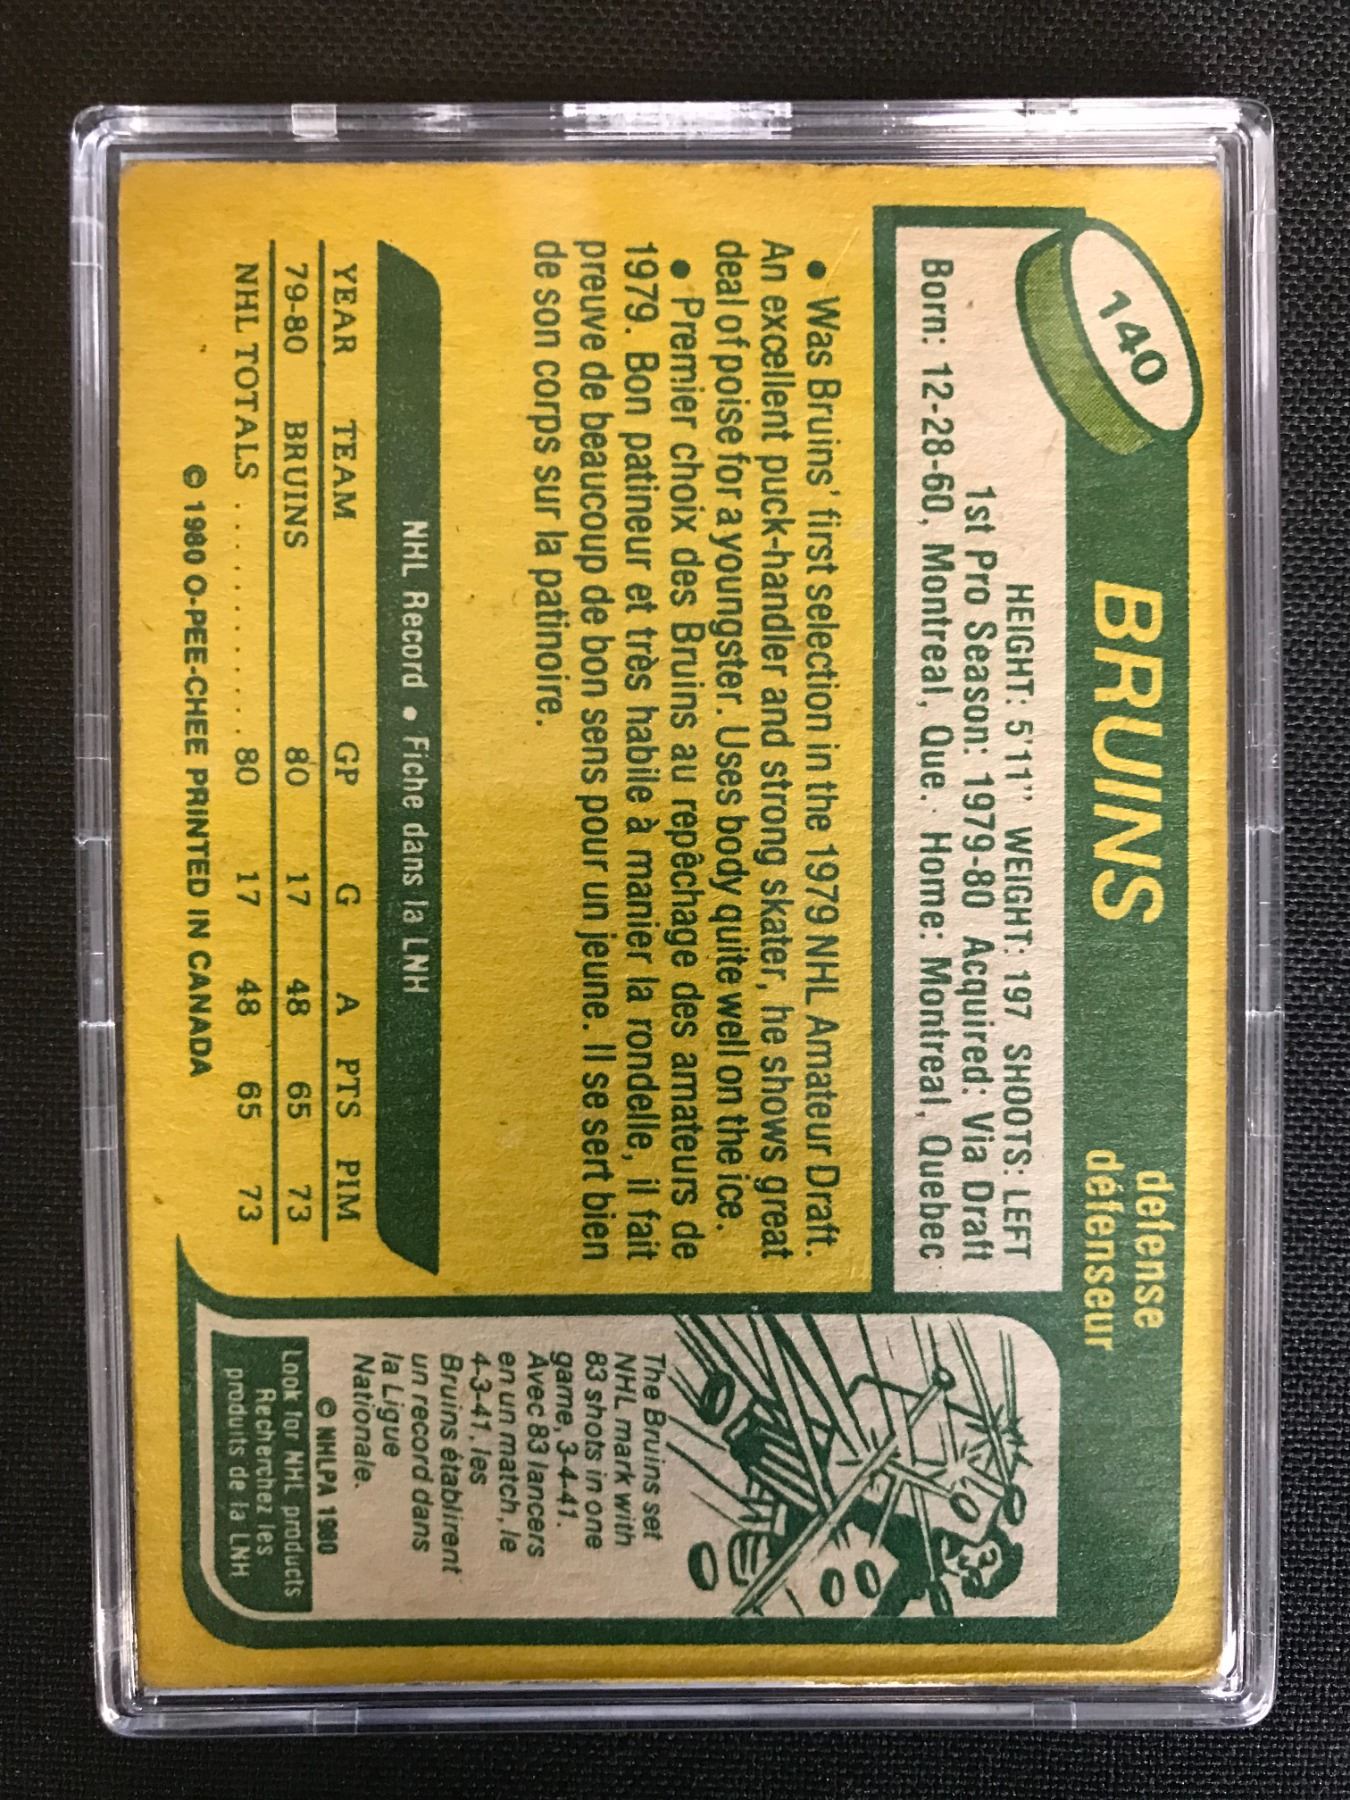 140
BRUINS
defense
défenseur
HEIGHT: 5'11" WEIGHT: 197 SHOOTS: LEFT
1st Pro Season: 1979-80 Acquired: Via Draft
Born: 12-28-60, Montreal, Que. Home: Montreal, Quebec
• Was Bruins' first selection in the 1979 NHL Amateur Draft.
An excellent puck-handler and strong skater, he shows great
deal of poise for a youngster. Uses body quite well on the ice.
• Premier choix des Bruins au repêchage des amateurs de
1979. Bon patineur et très habile à manier la rondelle, il fait
preuve de beaucoup de bon sens pour un jeune. Il se sert bien
de son corps sur la patinoire.
NHL Record • Fiche dans la LNH
YEAR TEAM GP G A PTS PIM
79-80 BRUINS 80 17 48 65 73
NHL TOTALS .......... 80 17 48 65 73
© 1980 O-PEE-CHEE PRINTED IN CANADA
The Bruins set
NHL mark with
83 shots in one
game, 3-4-41.
Avec 83 lancers
en un match, le
4-3-41, les
Bruins établirent
un record dans
la Ligue
Nationale.
© NHLPA 1980
Look for NHL products
Recherchez les
produits de la LNH